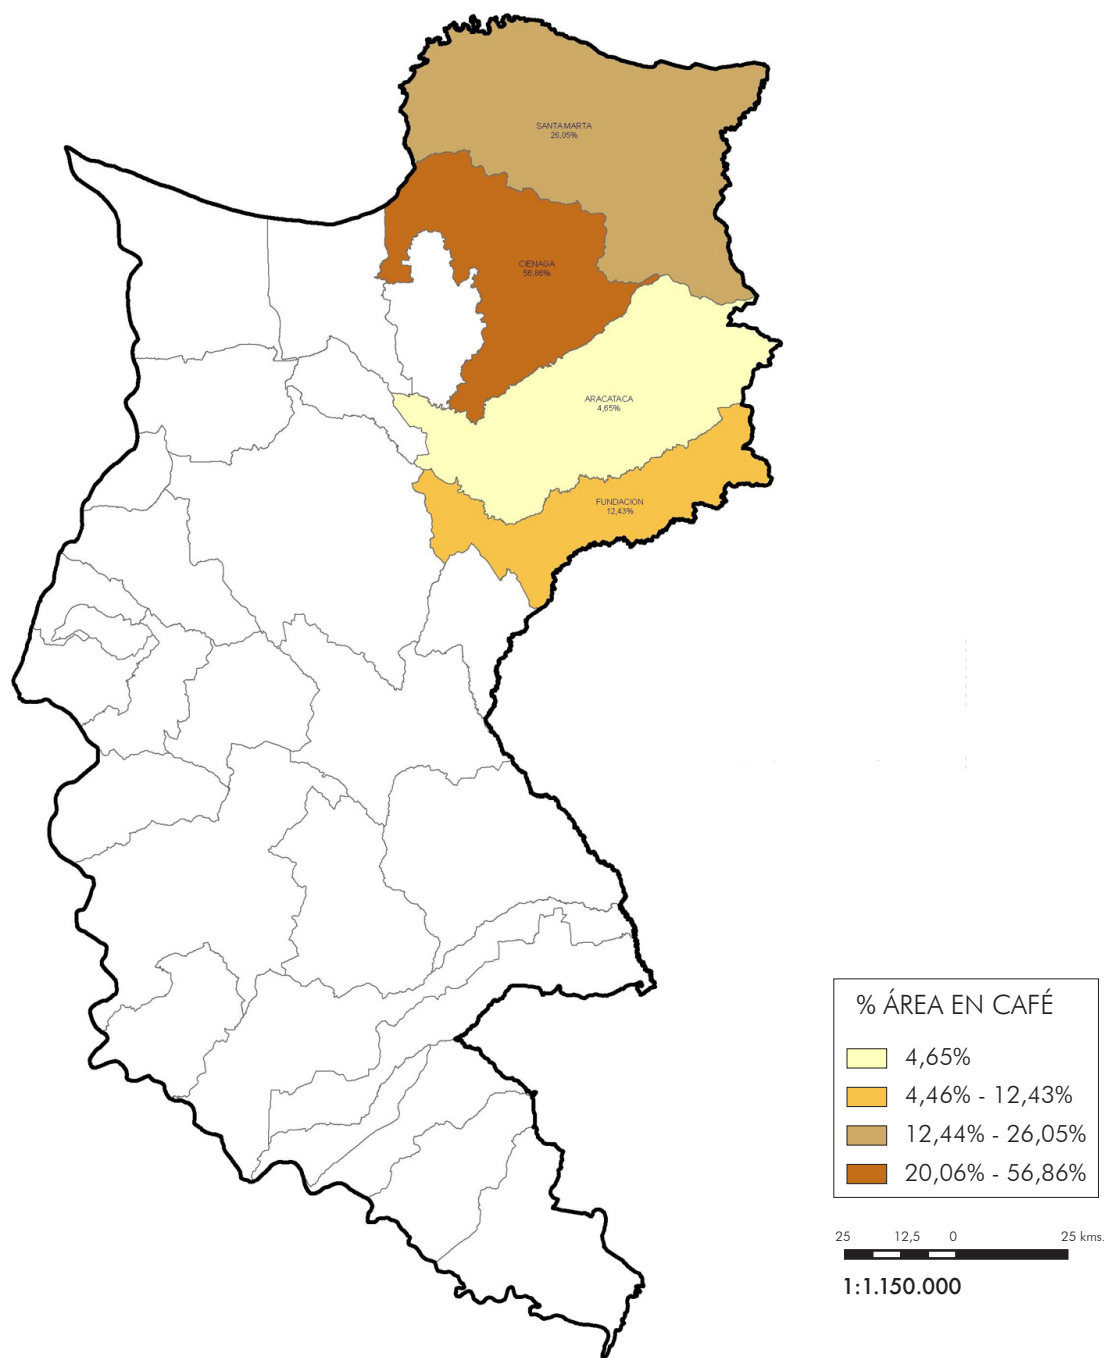 SANTA MARTA
26,05%
CIENAGA
56,86%
ARACATACA
4,65%
FUNDACION
12,43%
% ÁREA EN CAFÉ
4,65%
4,46% - 12,43%
12,44% - 26,05%
20,06% - 56,86%
25 12,5 0 25 kms.
1:1.150.000